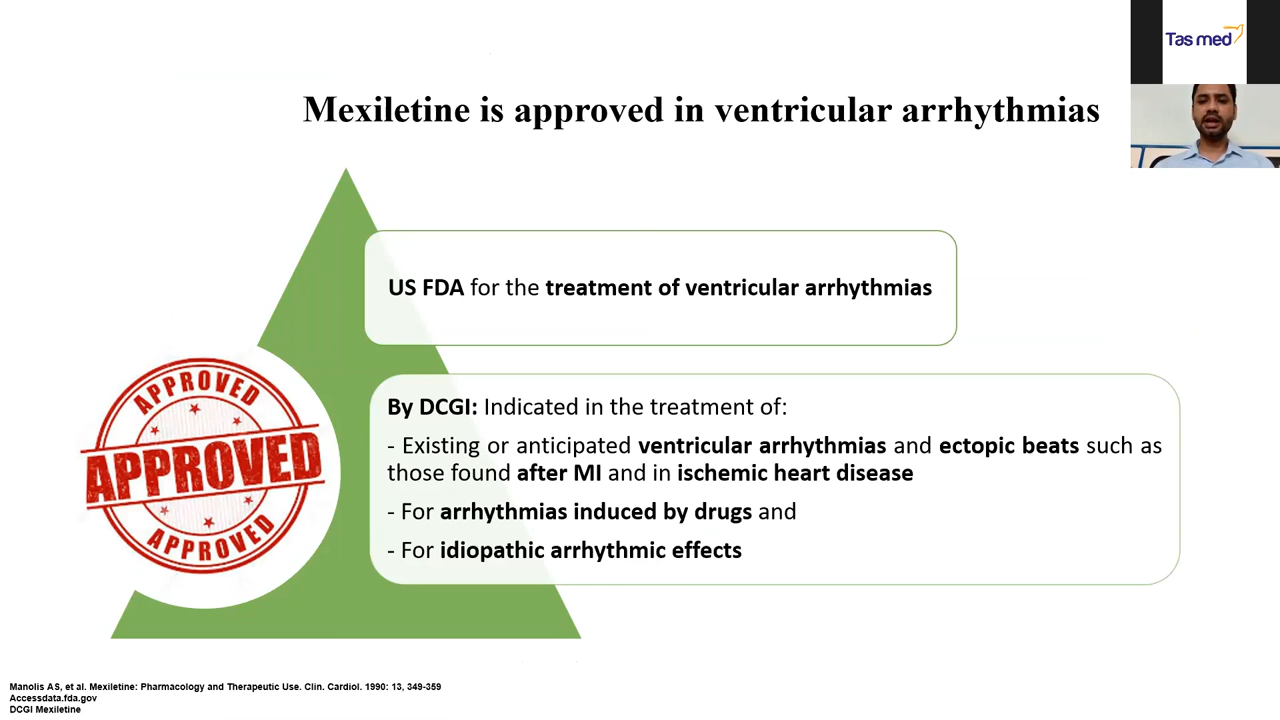 Tas med
Mexiletine is approved in ventricular arrhythmias
US FDA for the treatment of ventricular arrhythmias
APPROVED
APPROVED
APPROVED
By DCGI: Indicated in the treatment of:
- Existing or anticipated ventricular arrhythmias and ectopic beats such as
those found after MI and in ischemic heart disease
- For arrhythmias induced by drugs and
- For idiopathic arrhythmic effects
Manolis AS, et al. Mexiletine: Pharmacology and Therapeutic Use. Clin. Cardiol. 1990: 13, 349-359
Accessdata.fda.gov
DCGI Mexiletine